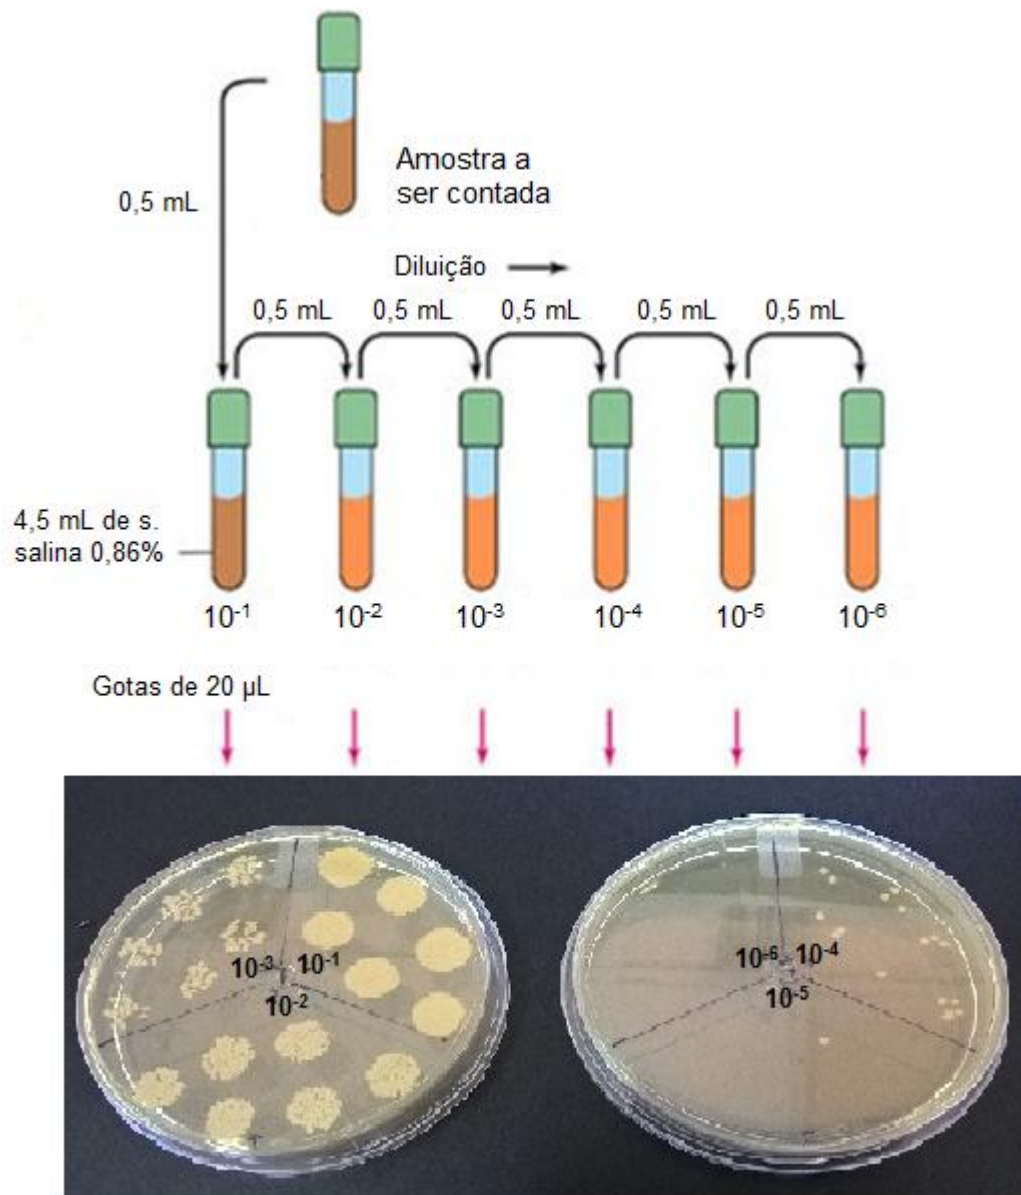 Amostra a
ser contada
0,5 mL
Diluição
0,5 mL
0,5 mL
0,5 mL
0,5 mL
0,5 mL
4,5 mL de s.
salina 0,86%
10⁻¹
10⁻²
10⁻³
10⁻⁴
10⁻⁵
10⁻⁶
Gotas de 20 µL
10⁻³
10⁻¹
10⁻²
10⁻⁶
10⁻⁴
10⁻⁵